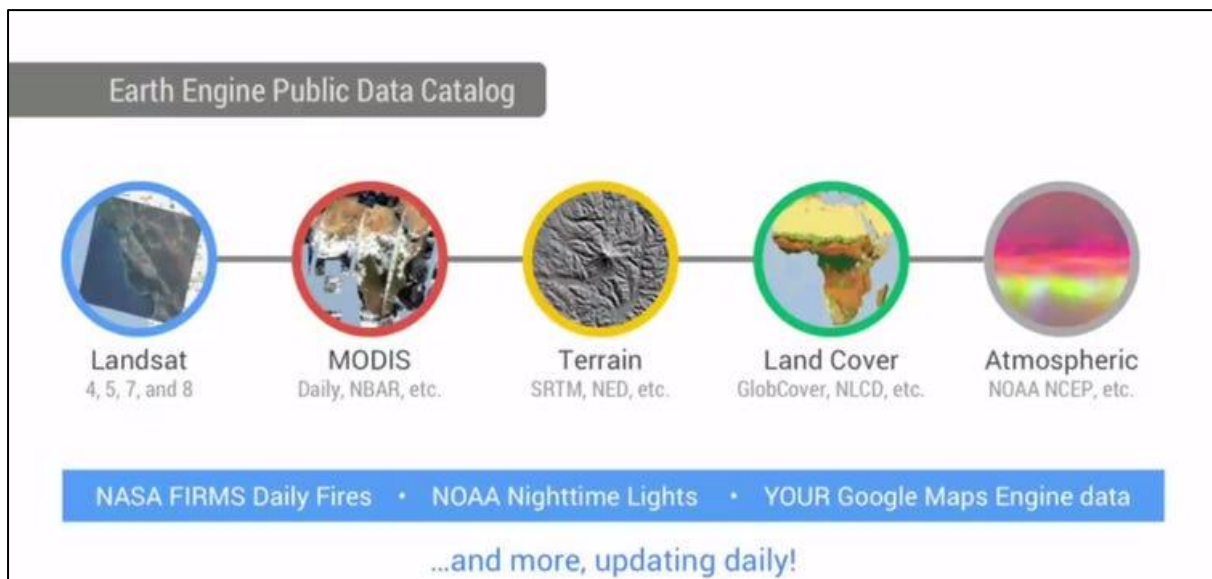 Earth Engine Public Data Catalog
Landsat
4, 5, 7, and 8
MODIS
Daily, NBAR, etc.
Terrain
SRTM, NED, etc.
Land Cover
GlobCover, NLCD, etc.
Atmospheric
NOAA NCEP, etc.
NASA FIRMS Daily Fires • NOAA Nighttime Lights • YOUR Google Maps Engine data
...and more, updating daily!